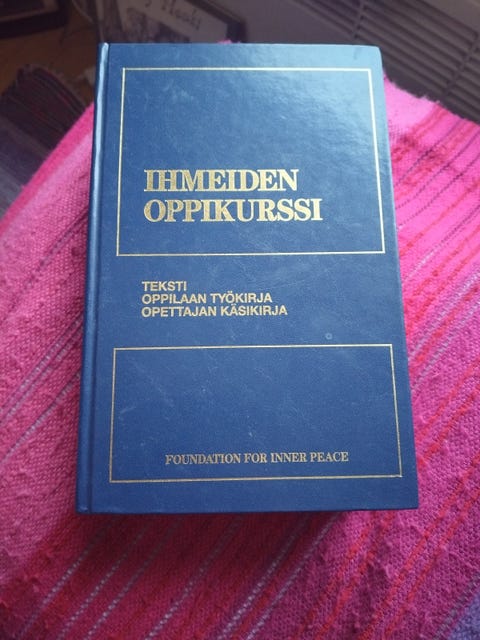 IHMEIDEN
OPPIKURSSI
TEKSTI
OPPILAAN TYÖKIRJA
OPETTAJAN KÄSIKIRJA
FOUNDATION FOR INNER PEACE